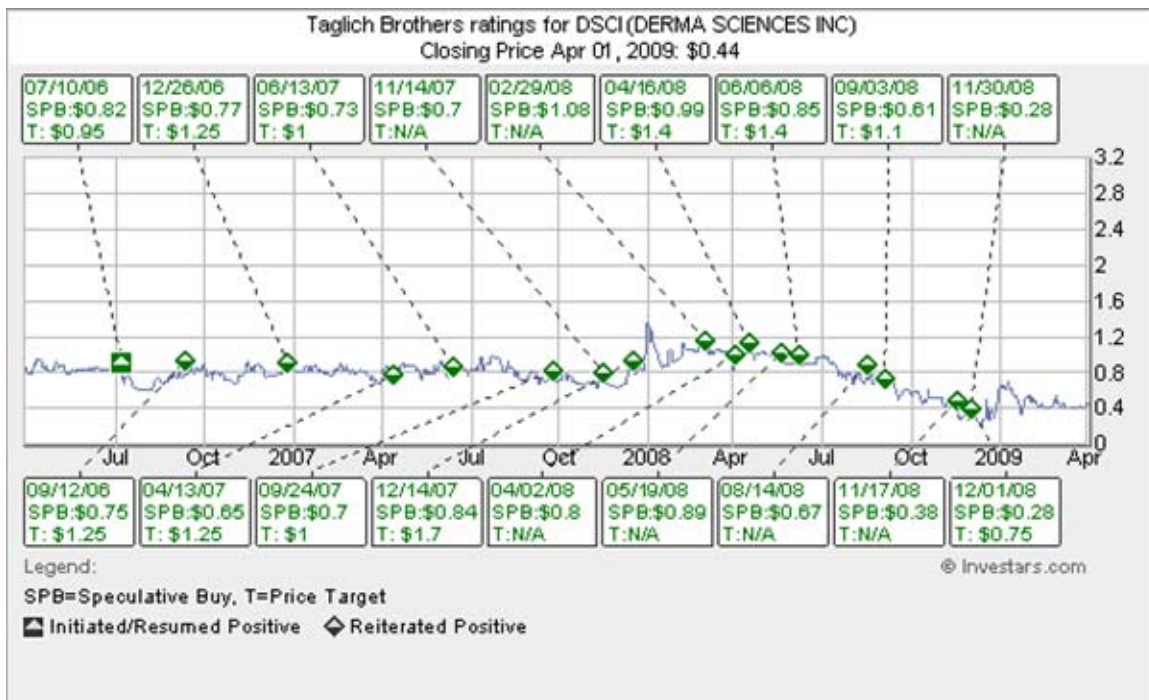 Taglich Brothers ratings for DSCI(DERMA SCIENCES INC)
Closing Price Apr 01, 2009: $0.44
07/10/06
SPB:$0.82
T: $0.95
12/26/06
SPB:$0.77
T: $1.25
06/13/07
SPB:$0.73
T: $1
11/14/07
SPB:$0.7
T:N/A
02/29/08
SPB:$1.08
T:N/A
04/16/08
SPB:$0.99
T: $1.4
06/06/08
SPB:$0.85
T: $1.4
09/03/08
SPB:$0.61
T: $1.1
11/30/08
SPB:$0.28
T:N/A
3.2
2.8
2.4
2
1.6
1.2
0.8
0.4
0
Jul Oct 2007 Apr Jul Oct 2008 Apr Jul Oct 2009 Apr
09/12/06
SPB:$0.75
T: $1.25
04/13/07
SPB:$0.65
T: $1.25
09/24/07
SPB:$0.7
T: $1
12/14/07
SPB:$0.84
T: $1.7
04/02/08
SPB:$0.8
T:N/A
05/19/08
SPB:$0.89
T:N/A
08/14/08
SPB:$0.67
T:N/A
11/17/08
SPB:$0.38
T:N/A
12/01/08
SPB:$0.28
T: $0.75
Legend:
© Investars.com
SPB=Speculative Buy, T=Price Target
Initiated/Resumed Positive Reiterated Positive